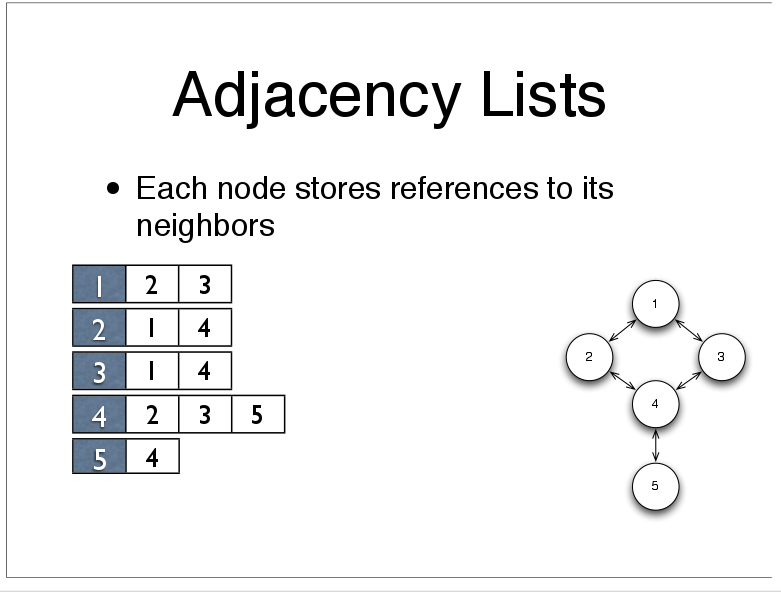 Adjacency Lists
• Each node stores references to its
neighbors
1 2 3
2 1 4
3 1 4
4 2 3 5
5 4
1
2 3
4
5